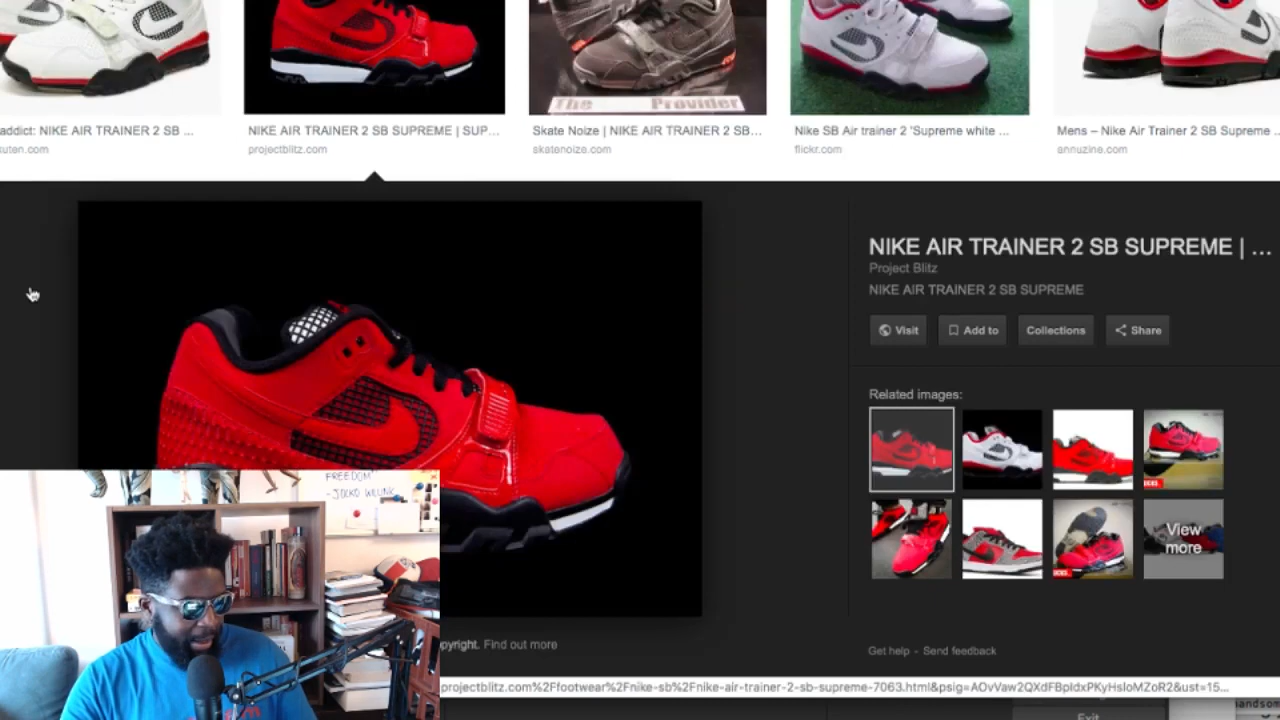 The Provider
addict: NIKE AIR TRAINER 2 SB ...
kuten.com
NIKE AIR TRAINER 2 SB SUPREME | SUP...
projectblitz.com
Skate Noize | NIKE AIR TRAINER 2 SB...
skatenoize.com
Nike SB Air trainer 2 'Supreme white ...
flickr.com
Mens – Nike Air Trainer 2 SB Supreme ...
annuzine.com
NIKE AIR TRAINER 2 SB SUPREME | ...
Project Blitz
NIKE AIR TRAINER 2 SB SUPREME
Visit
Add to
Collections
Share
Related images:
View
more
FREEDOM"
- JOCKO WILLINK
pyright. Find out more
Get help - Send feedback
projectblitz.com%2Ffootwear%2Fnike-sb%2Fnike-air-trainer-2-sb-supreme-7063.html&psig=AOvVaw2QXdFBpIdxPKyHsloMZoR2&ust=15...
Exit